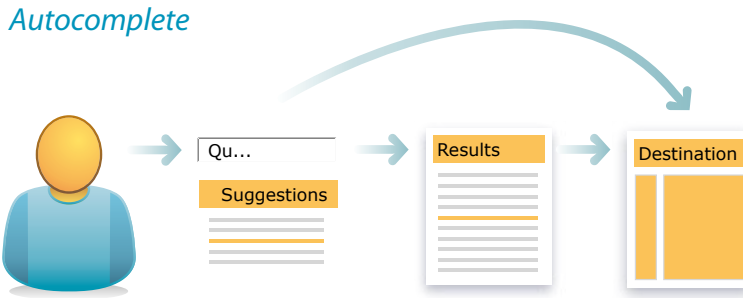 Autocomplete
Qu...
Suggestions
Results
Destination